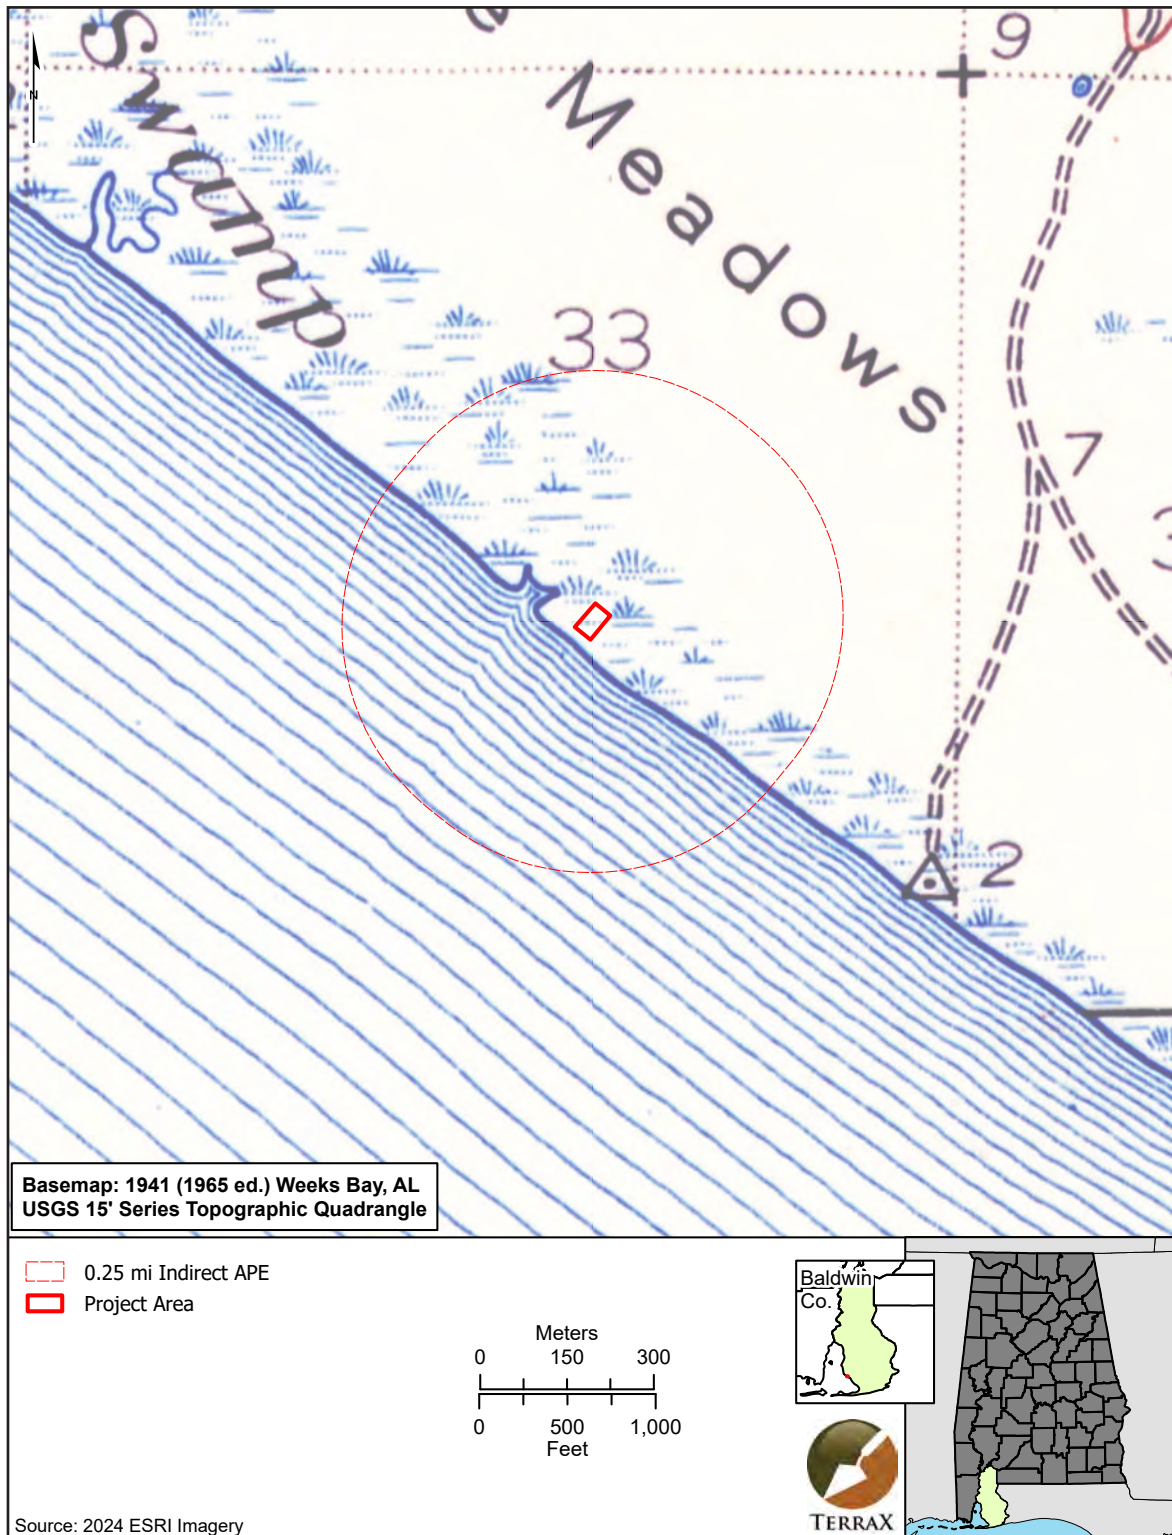 N
Swamp
e
Meadows
9
33
7
2
Basemap: 1941 (1965 ed.) Weeks Bay, AL
USGS 15' Series Topographic Quadrangle
0.25 mi Indirect APE
Project Area
Meters
0 150 300
0 500 1,000
Feet
Baldwin
Co.
TERRAX
Source: 2024 ESRI Imagery